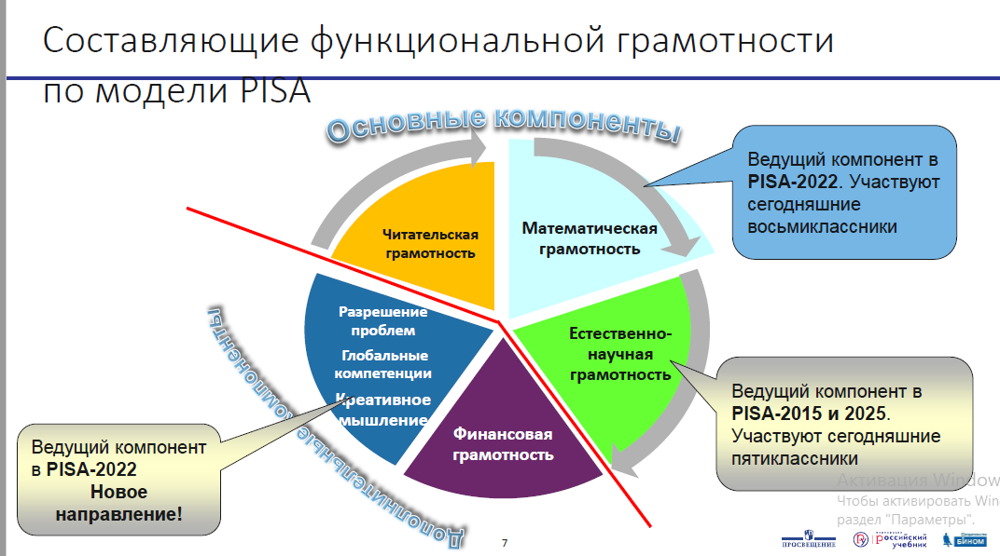 Составляющие функциональной грамотности
по модели PISA
Основные компоненты
Ведущий компонент в
PISA-2022. Участвуют
сегодняшние
восьмиклассники
Читательская
грамотность
Математическая
грамотность
Разрешение
проблем
Глобальные
компетенции
Креативное
мышление
Естественно-
научная
грамотность
Финансовая
грамотность
Дополнительные компоненты
Ведущий компонент в
PISA-2015 и 2025.
Участвуют сегодняшние
пятиклассники
Ведущий компонент
в PISA-2022
Новое
направление!
Активация Window
Чтобы активировать Win
раздел "Параметры".
7
ПРОСВЕЩЕНИЕ
Российский
учебник
БИНОМ